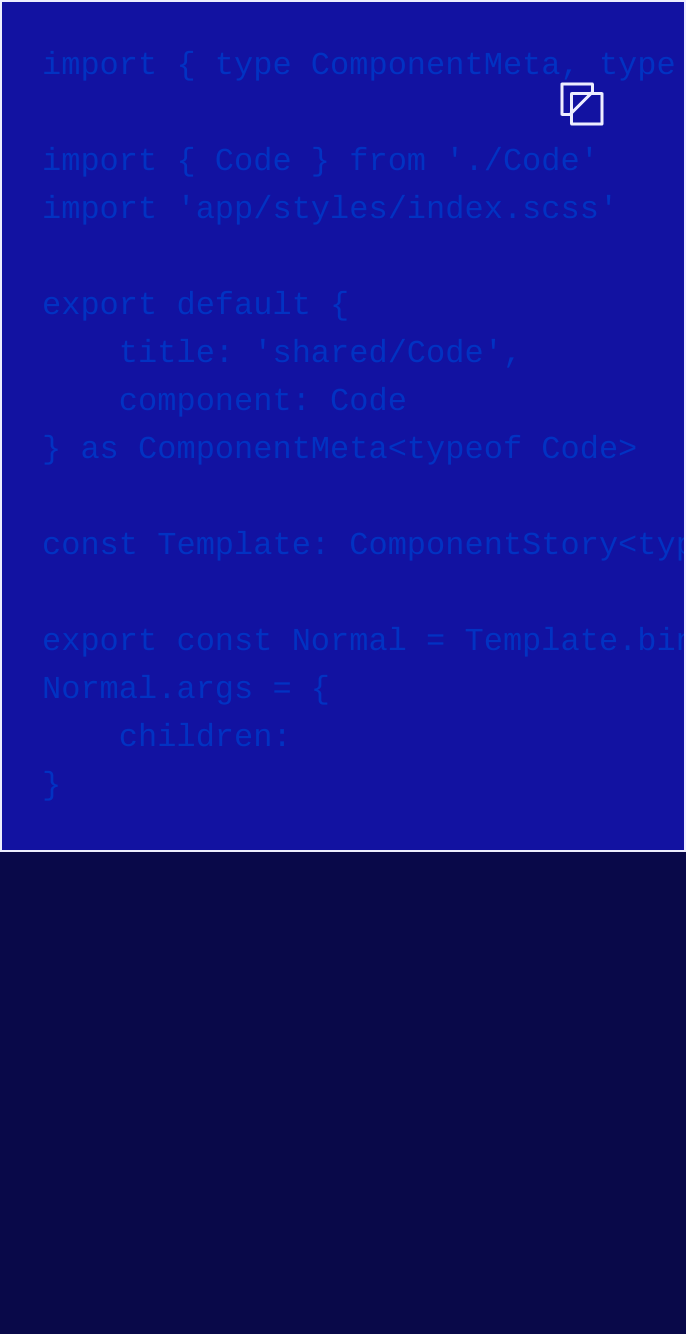 import { type ComponentMeta, type
import { Code } from './Code'
import 'app/styles/index.scss'
export default {
    title: 'shared/Code',
    component: Code
} as ComponentMeta<typeof Code>
const Template: ComponentStory<typ
export const Normal = Template.bin
Normal.args = {
    children:
}